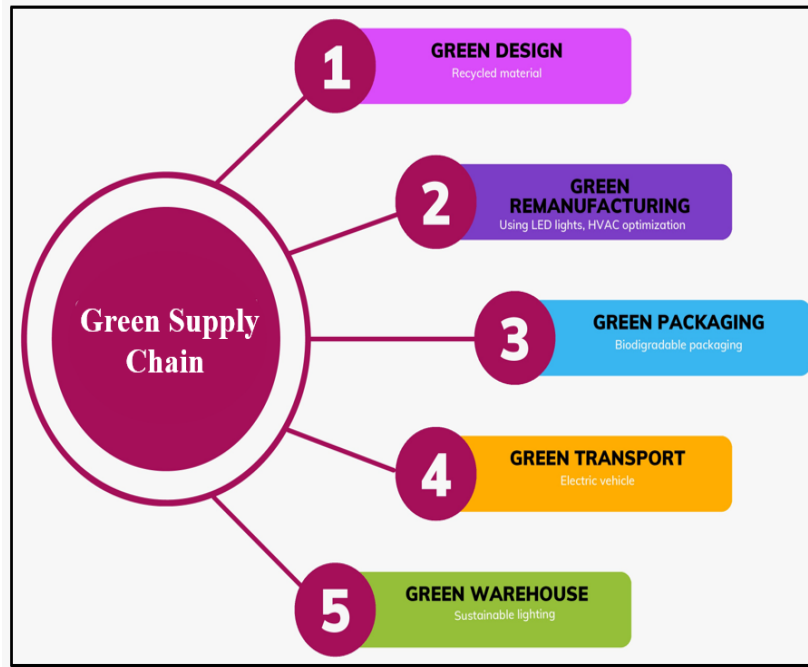 1
GREEN DESIGN
Recycled material
2
GREEN
REMANUFACTURING
Using LED lights, HVAC optimization
Green Supply
Chain
3
GREEN PACKAGING
Biodigradable packaging
4
GREEN TRANSPORT
Electric vehicle
5
GREEN WAREHOUSE
Sustainable lighting